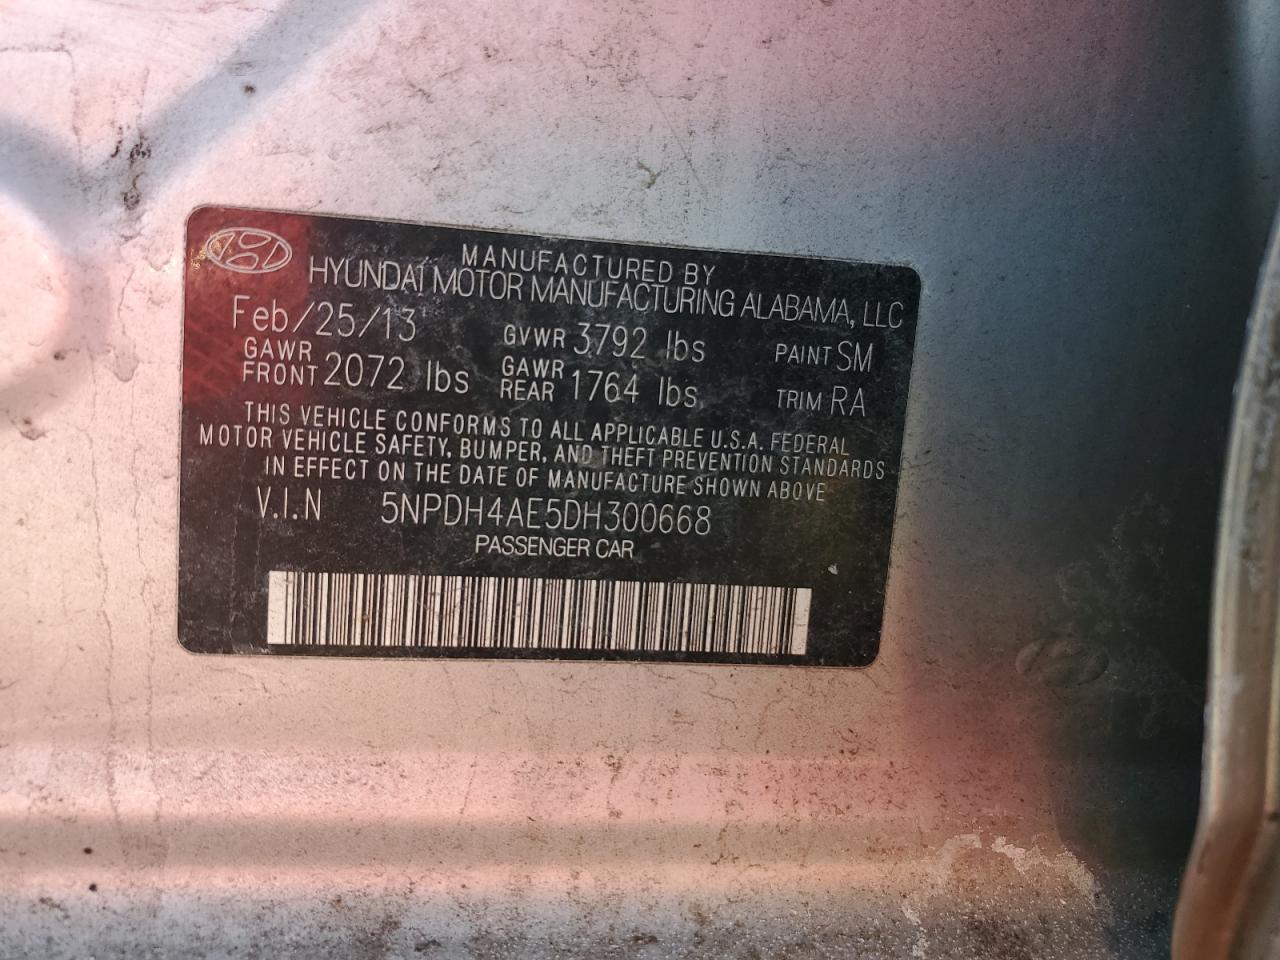 MANUFACTURED BY
HYUNDAI MOTOR MANUFACTURING ALABAMA, LLC
Feb/25/13 GVWR 3792 lbs PAINT SM
GAWR FRONT 2072 lbs GAWR REAR 1764 lbs TRIM RA
THIS VEHICLE CONFORMS TO ALL APPLICABLE U.S.A. FEDERAL
MOTOR VEHICLE SAFETY, BUMPER, AND THEFT PREVENTION STANDARDS
IN EFFECT ON THE DATE OF MANUFACTURE SHOWN ABOVE
V.I.N 5NPDH4AE5DH300668
PASSENGER CAR